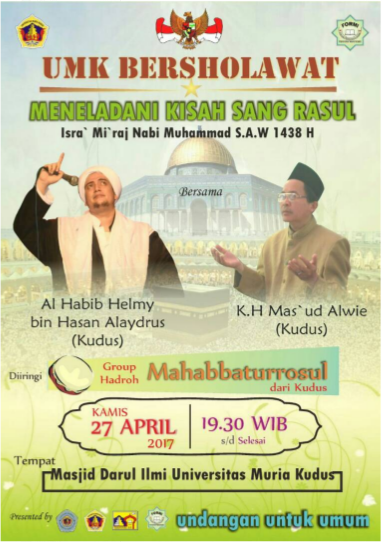 UMK BERSHOLAWAT
MENELADANI KISAH SANG RASUL
Isra` Mi`raj Nabi Muhammad S.A.W 1438 H
Bersama
Al Habib Helmy
bin Hasan Alaydrus
(Kudus)
K.H Mas`ud Alwie
(Kudus)
Diiringi
Group
Hadroh
Mahabbaturrosul
dari Kudus
KAMIS
27 APRIL
2017
19.30 WIB
s/d Selesai
Tempat
Masjid Darul Ilmi Universitas Muria Kudus
Presented by
undangan untuk umum